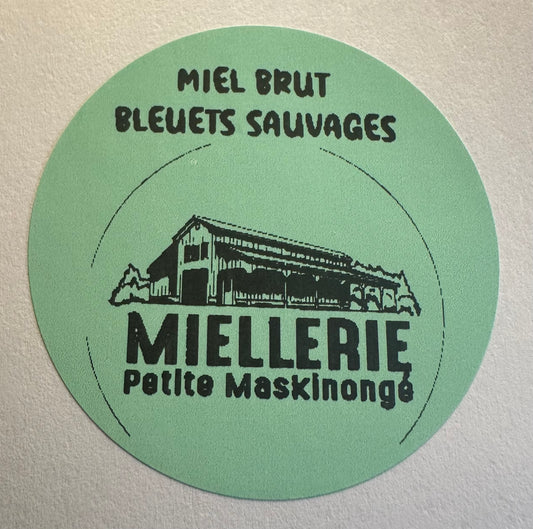 MIEL BRUT
BLEUETS SAUVAGES
MIELLERIE
Petite Maskinongé